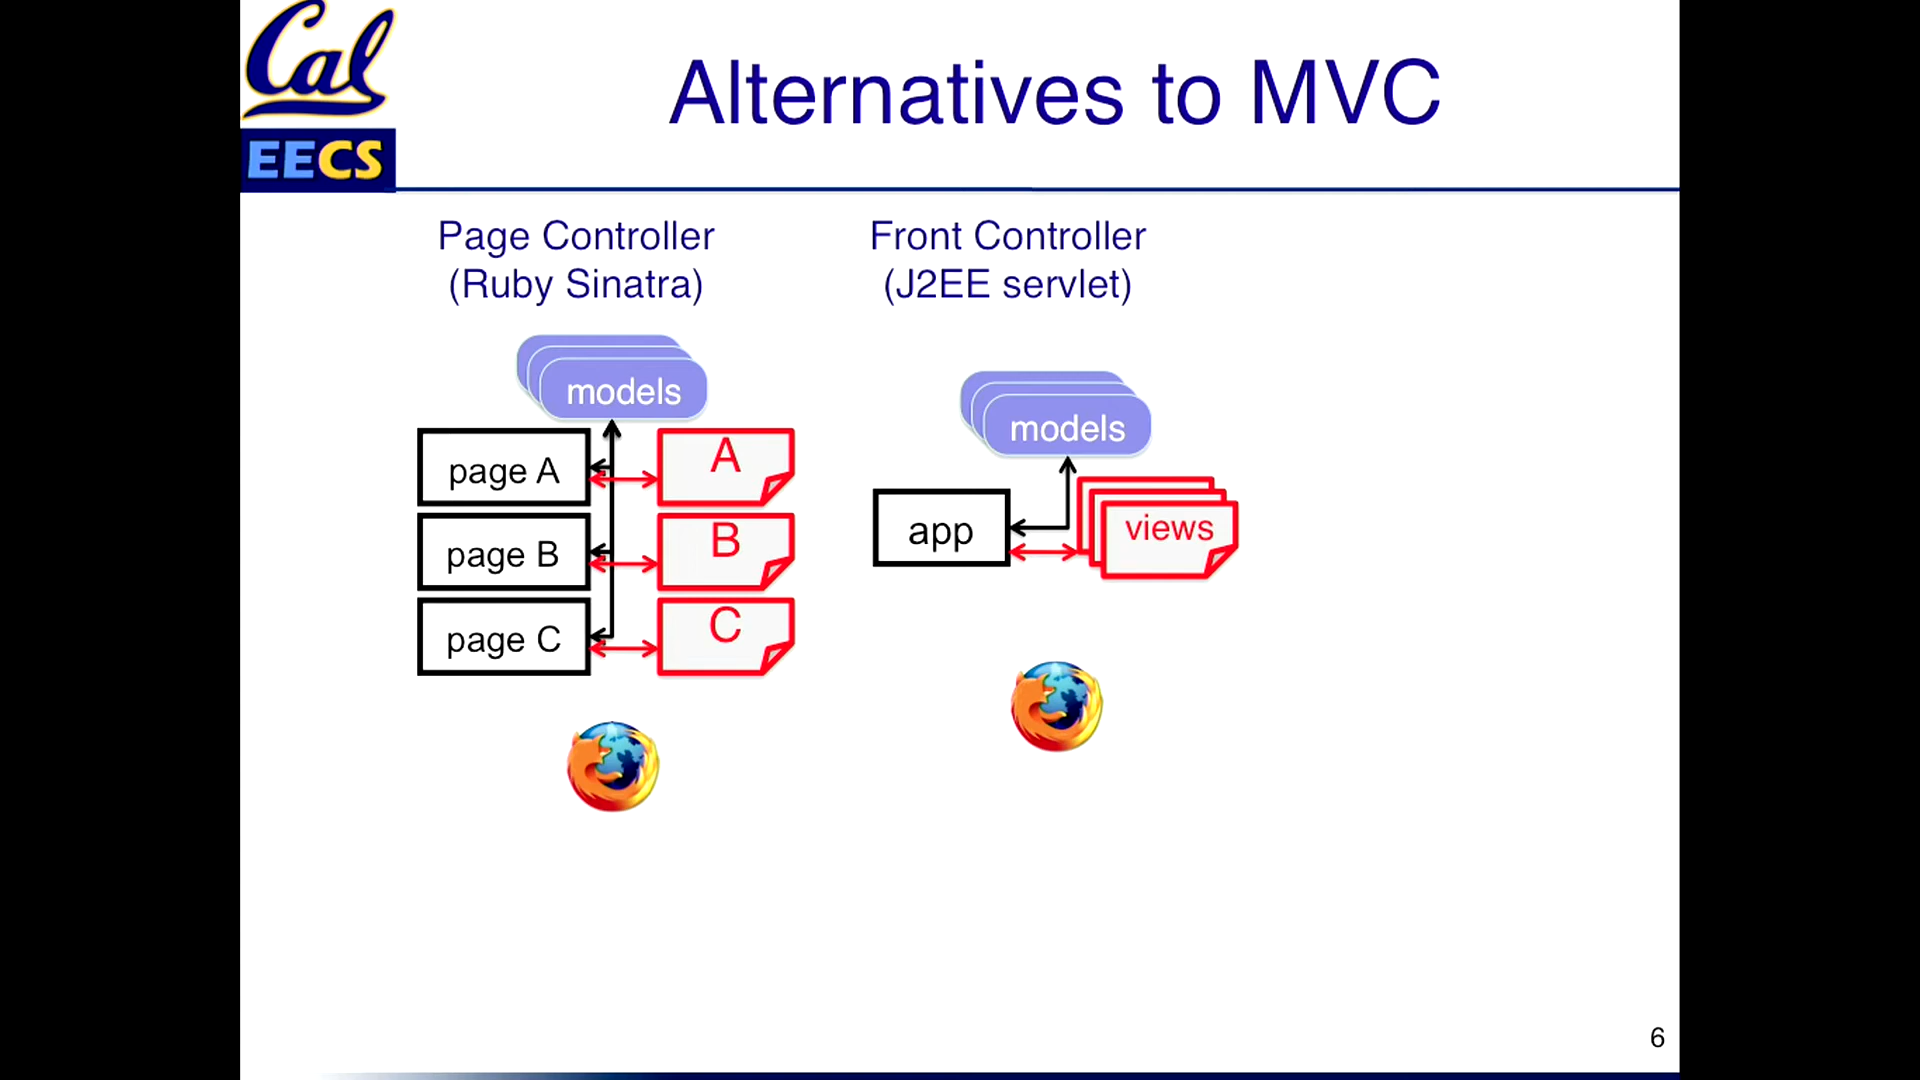 Cal
EECS
Alternatives to MVC
Page Controller
(Ruby Sinatra)
models
page A
A
page B
B
page C
C
Front Controller
(J2EE servlet)
models
app
views
6